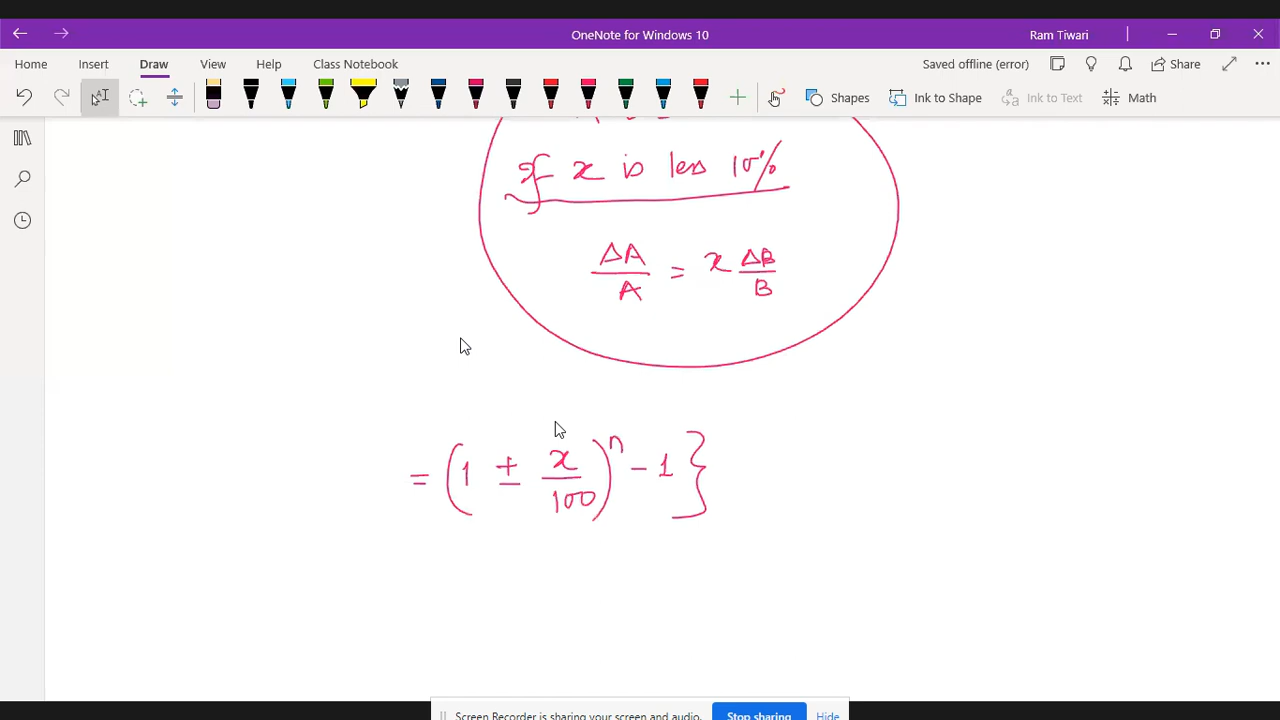 OneNote for Windows 10
Ram Tiwari
Home Insert Draw View Help Class Notebook
Saved offline (error)
Share
Shapes
Ink to Shape
Ink to Text
Math
if x is less 10%
ΔA/A = x ΔB/B
= (1 ± x/100)^n - 1}
Screen Recorder is sharing your screen and audio.
Stop sharing
Hide